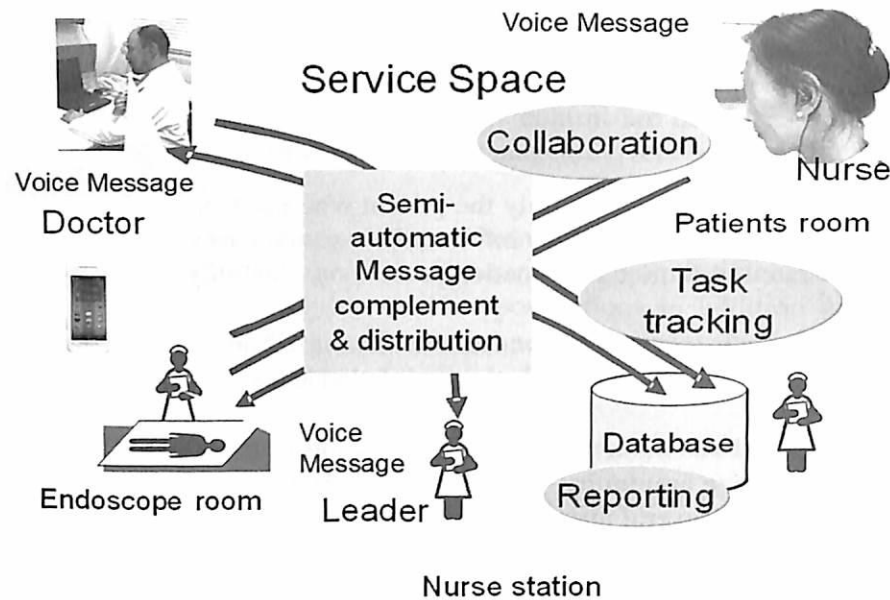 Voice Message
Service Space
Collaboration
Voice Message
Doctor
Nurse
Patients room
Semi-
automatic
Message
complement
& distribution
Task
tracking
Database
Reporting
Voice
Message
Endoscope room
Leader
Nurse station